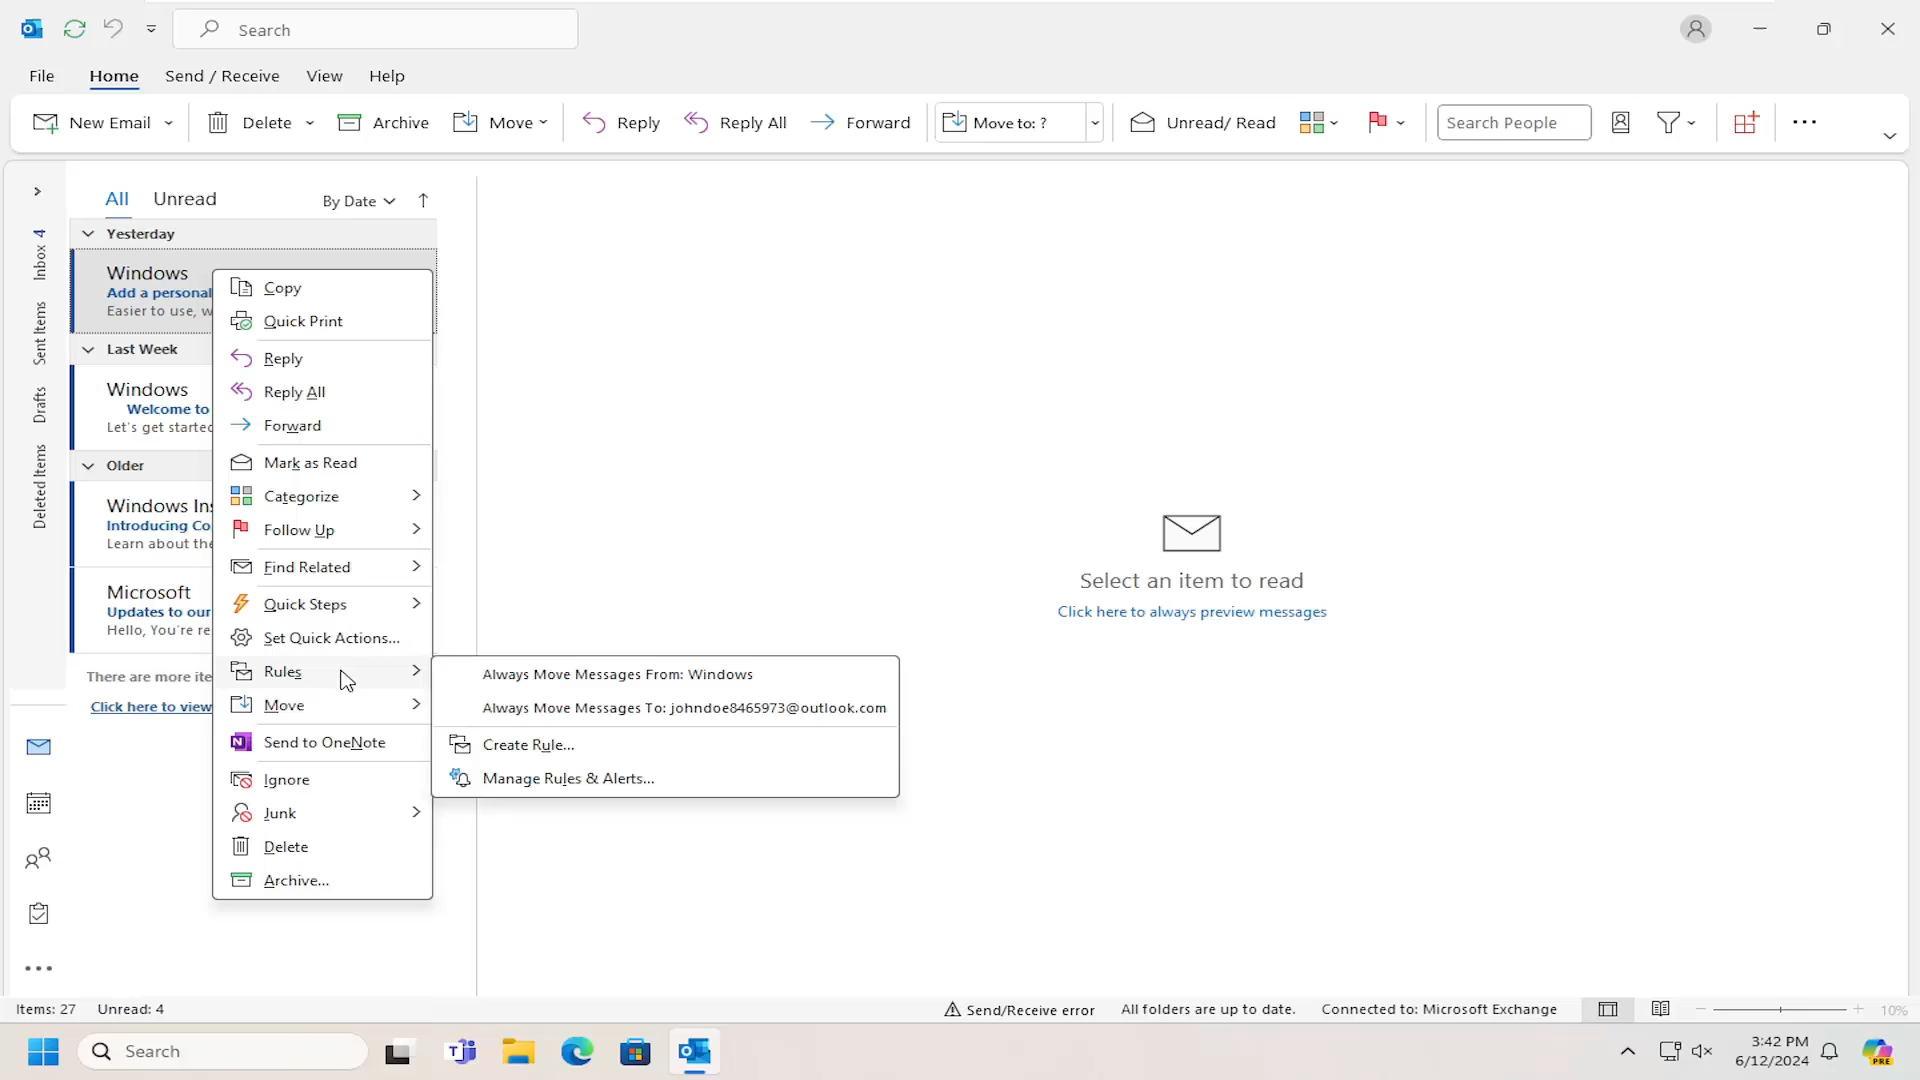 Search
File Home Send / Receive View Help
New Email Delete Archive Move Reply Reply All Forward Move to: ? Unread/ Read Search People
All Unread By Date
Yesterday
Windows
Add a personal
Easier to use, w
Last Week
Windows
Welcome to
Let's get started
Older
Windows Ins
Introducing Co
Learn about the
Microsoft
Updates to our
Hello, You're re
There are more ite
Click here to view
Inbox 4
Sent Items
Drafts
Deleted Items
Copy
Quick Print
Reply
Reply All
Forward
Mark as Read
Categorize
Follow Up
Find Related
Quick Steps
Set Quick Actions...
Rules
Move
Send to OneNote
Ignore
Junk
Delete
Archive...
Always Move Messages From: Windows
Always Move Messages To: johndoe8465973@outlook.com
Create Rule...
Manage Rules & Alerts...
Select an item to read
Click here to always preview messages
Items: 27 Unread: 4 Send/Receive error All folders are up to date. Connected to: Microsoft Exchange 10%
Search
3:42 PM
6/12/2024
PRE